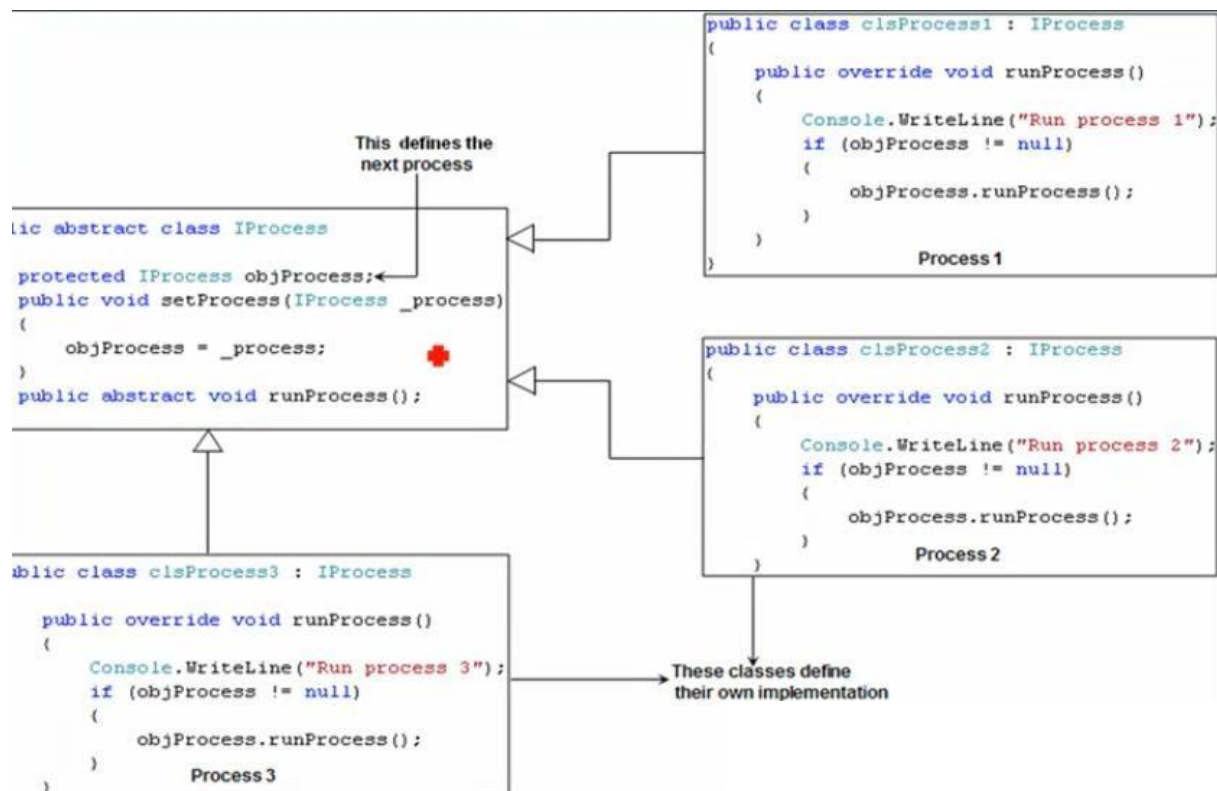 public class clsProcess1 : IProcess
{
public override void runProcess()
{
Console.WriteLine("Run process 1");
if (objProcess != null)
{
objProcess.runProcess();
}
}
}
Process 1
This defines the
next process
lic abstract class IProcess
protected IProcess objProcess;
public void setProcess(IProcess _process)
{
objProcess = _process;
}
public abstract void runProcess();
public class clsProcess2 : IProcess
{
public override void runProcess()
{
Console.WriteLine("Run process 2");
if (objProcess != null)
{
objProcess.runProcess();
}
}
Process 2
ublic class clsProcess3 : IProcess
public override void runProcess()
{
Console.WriteLine("Run process 3");
if (objProcess != null)
{
objProcess.runProcess();
}
}
Process 3
These classes define
their own implementation